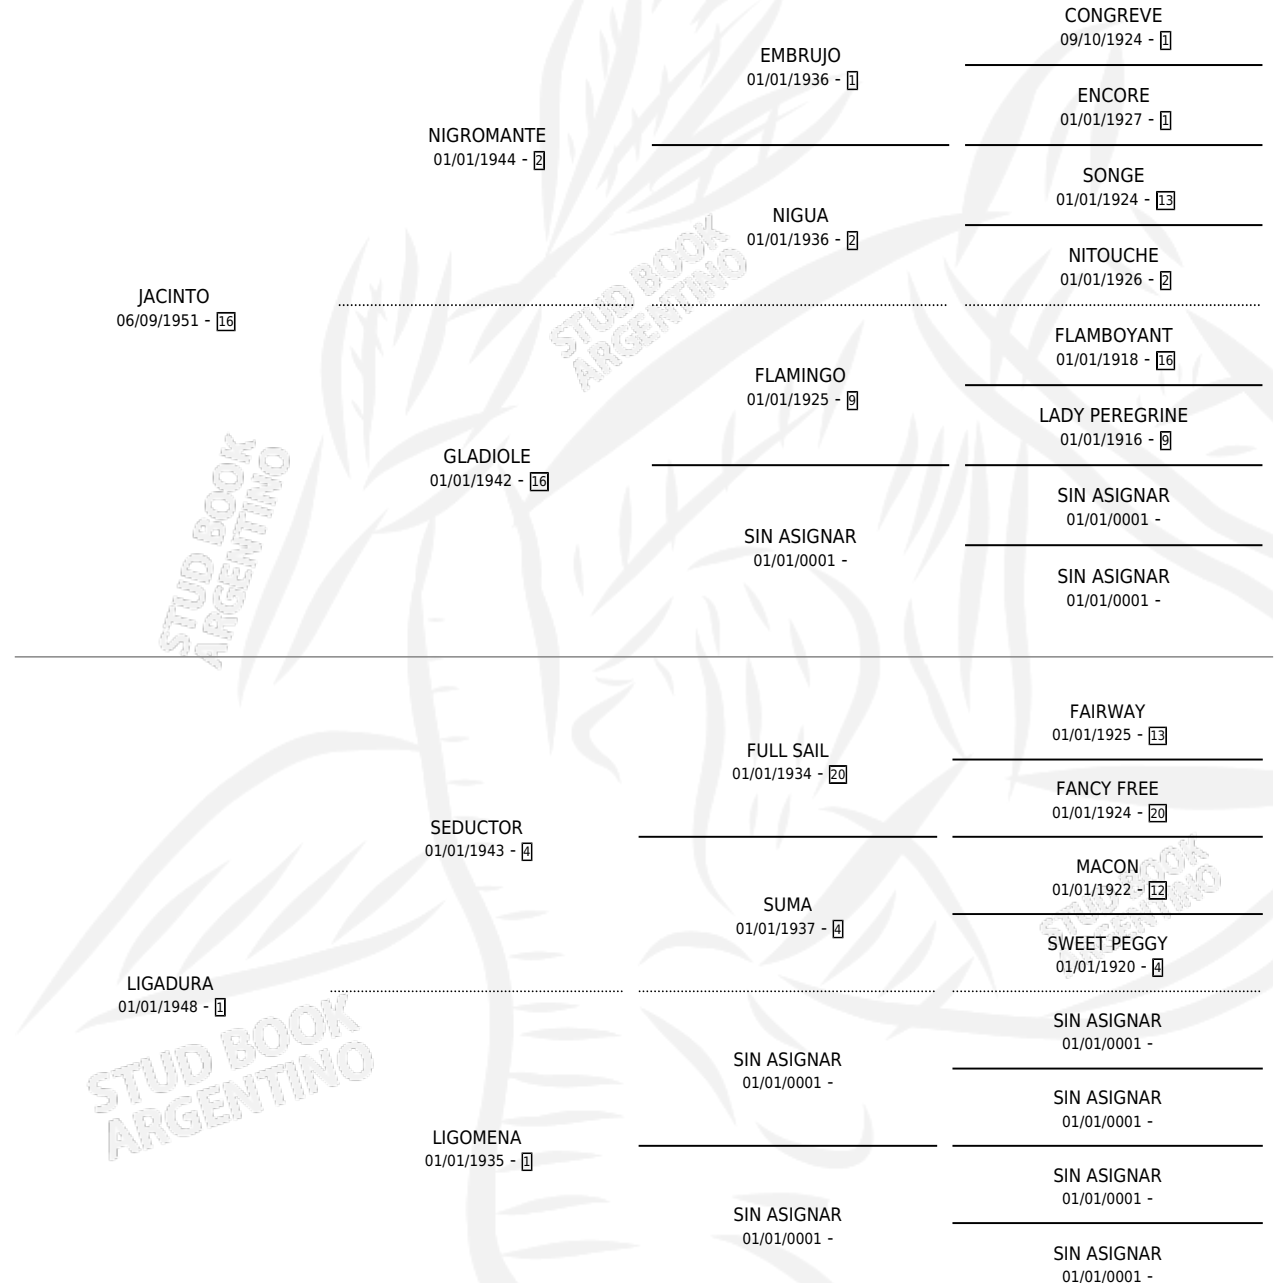 CONGREVE
09/10/1924 - 1
EMBRUJO
01/01/1936 - 1
ENCORE
01/01/1927 - 1
NIGROMANTE
01/01/1944 - 2
SONGE
01/01/1924 - 13
NIGUA
01/01/1936 - 2
NITOUCHE
01/01/1926 - 2
JACINTO
06/09/1951 - 16
FLAMBOYANT
01/01/1918 - 16
FLAMINGO
01/01/1925 - 9
LADY PEREGRINE
01/01/1916 - 9
GLADIOLE
01/01/1942 - 16
SIN ASIGNAR
01/01/0001 -
SIN ASIGNAR
01/01/0001 -
SIN ASIGNAR
01/01/0001 -
FAIRWAY
01/01/1925 - 13
FULL SAIL
01/01/1934 - 20
FANCY FREE
01/01/1924 - 20
SEDUCTOR
01/01/1943 - 4
MACON
01/01/1922 - 12
SUMA
01/01/1937 - 4
SWEET PEGGY
01/01/1920 - 4
LIGADURA
01/01/1948 - 1
SIN ASIGNAR
01/01/0001 -
SIN ASIGNAR
01/01/0001 -
SIN ASIGNAR
01/01/0001 -
LIGOMENA
01/01/1935 - 1
SIN ASIGNAR
01/01/0001 -
SIN ASIGNAR
01/01/0001 -
SIN ASIGNAR
01/01/0001 -
STUD BOOK
ARGENTINO
STUD BOOK
ARGENTINO
STUD BOOK
ARGENTINO
STUD BOOK
ARGENTINO